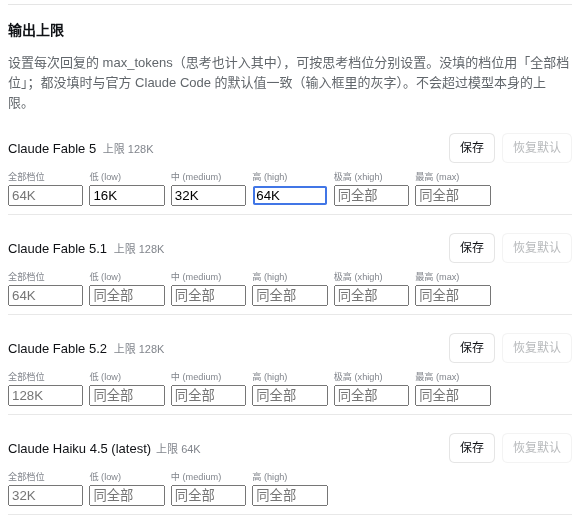 输出上限
设置每次回复的 max_tokens（思考也计入其中），可按思考档位分别设置。没填的档位用「全部档
位」；都没填时与官方 Claude Code 的默认值一致（输入框里的灰字）。不会超过模型本身的上
限。
Claude Fable 5 上限 128K 保存 恢复默认
全部档位 低 (low) 中 (medium) 高 (high) 极高 (xhigh) 最高 (max)
64K 16K 32K 64K 同全部 同全部
Claude Fable 5.1 上限 128K 保存 恢复默认
全部档位 低 (low) 中 (medium) 高 (high) 极高 (xhigh) 最高 (max)
64K 同全部 同全部 同全部 同全部 同全部
Claude Fable 5.2 上限 128K 保存 恢复默认
全部档位 低 (low) 中 (medium) 高 (high) 极高 (xhigh) 最高 (max)
128K 同全部 同全部 同全部 同全部 同全部
Claude Haiku 4.5 (latest) 上限 64K 保存 恢复默认
全部档位 低 (low) 中 (medium) 高 (high)
32K 同全部 同全部 同全部